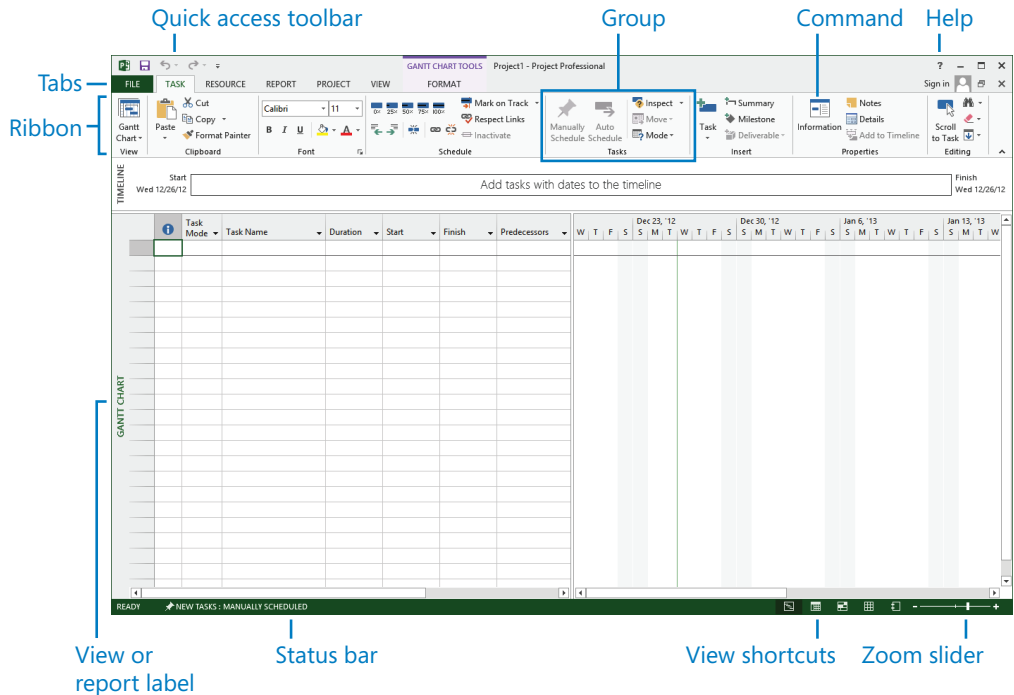 Quick access toolbar
Group
Command
Help
GANTT CHART TOOLS
Project1 - Project Professional
?
Tabs
FILE
TASK
RESOURCE
REPORT
PROJECT
VIEW
FORMAT
Sign in
Ribbon
Gantt
Chart
View
Paste
Cut
Copy
Format Painter
Clipboard
Calibri
11
B I U
A
Font
0× 25× 50× 75× 100×
Mark on Track
Respect Links
Inactivate
Schedule
Manually
Schedule
Auto
Schedule
Inspect
Move
Mode
Tasks
Task
Summary
Milestone
Deliverable
Insert
Information
Notes
Details
Add to Timeline
Properties
Scroll
to Task
Editing
TIMELINE
Start
Wed 12/26/12
Add tasks with dates to the timeline
Finish
Wed 12/26/12
Task
Mode
Task Name
Duration
Start
Finish
Predecessors
Dec 23, '12
Dec 30, '12
Jan 6, '13
Jan 13, '13
W T F S S M T W T F S S M T W T F S S M T W T F S S M T W
GANTT CHART
READY
NEW TASKS : MANUALLY SCHEDULED
View or
report label
Status bar
View shortcuts
Zoom slider